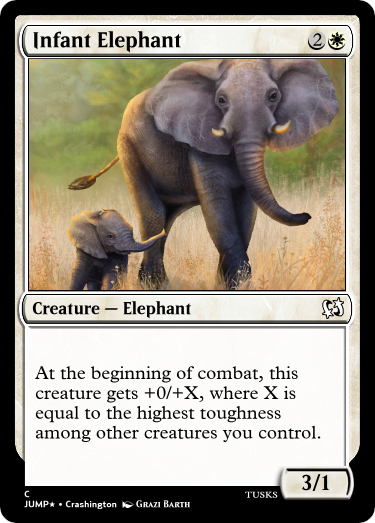 Infant Elephant 2
Creature — Elephant
At the beginning of combat, this
creature gets +0/+X, where X is
equal to the highest toughness
among other creatures you control.
3/1
C
JUMP★ • Crashington Grazi Barth
TUSKS